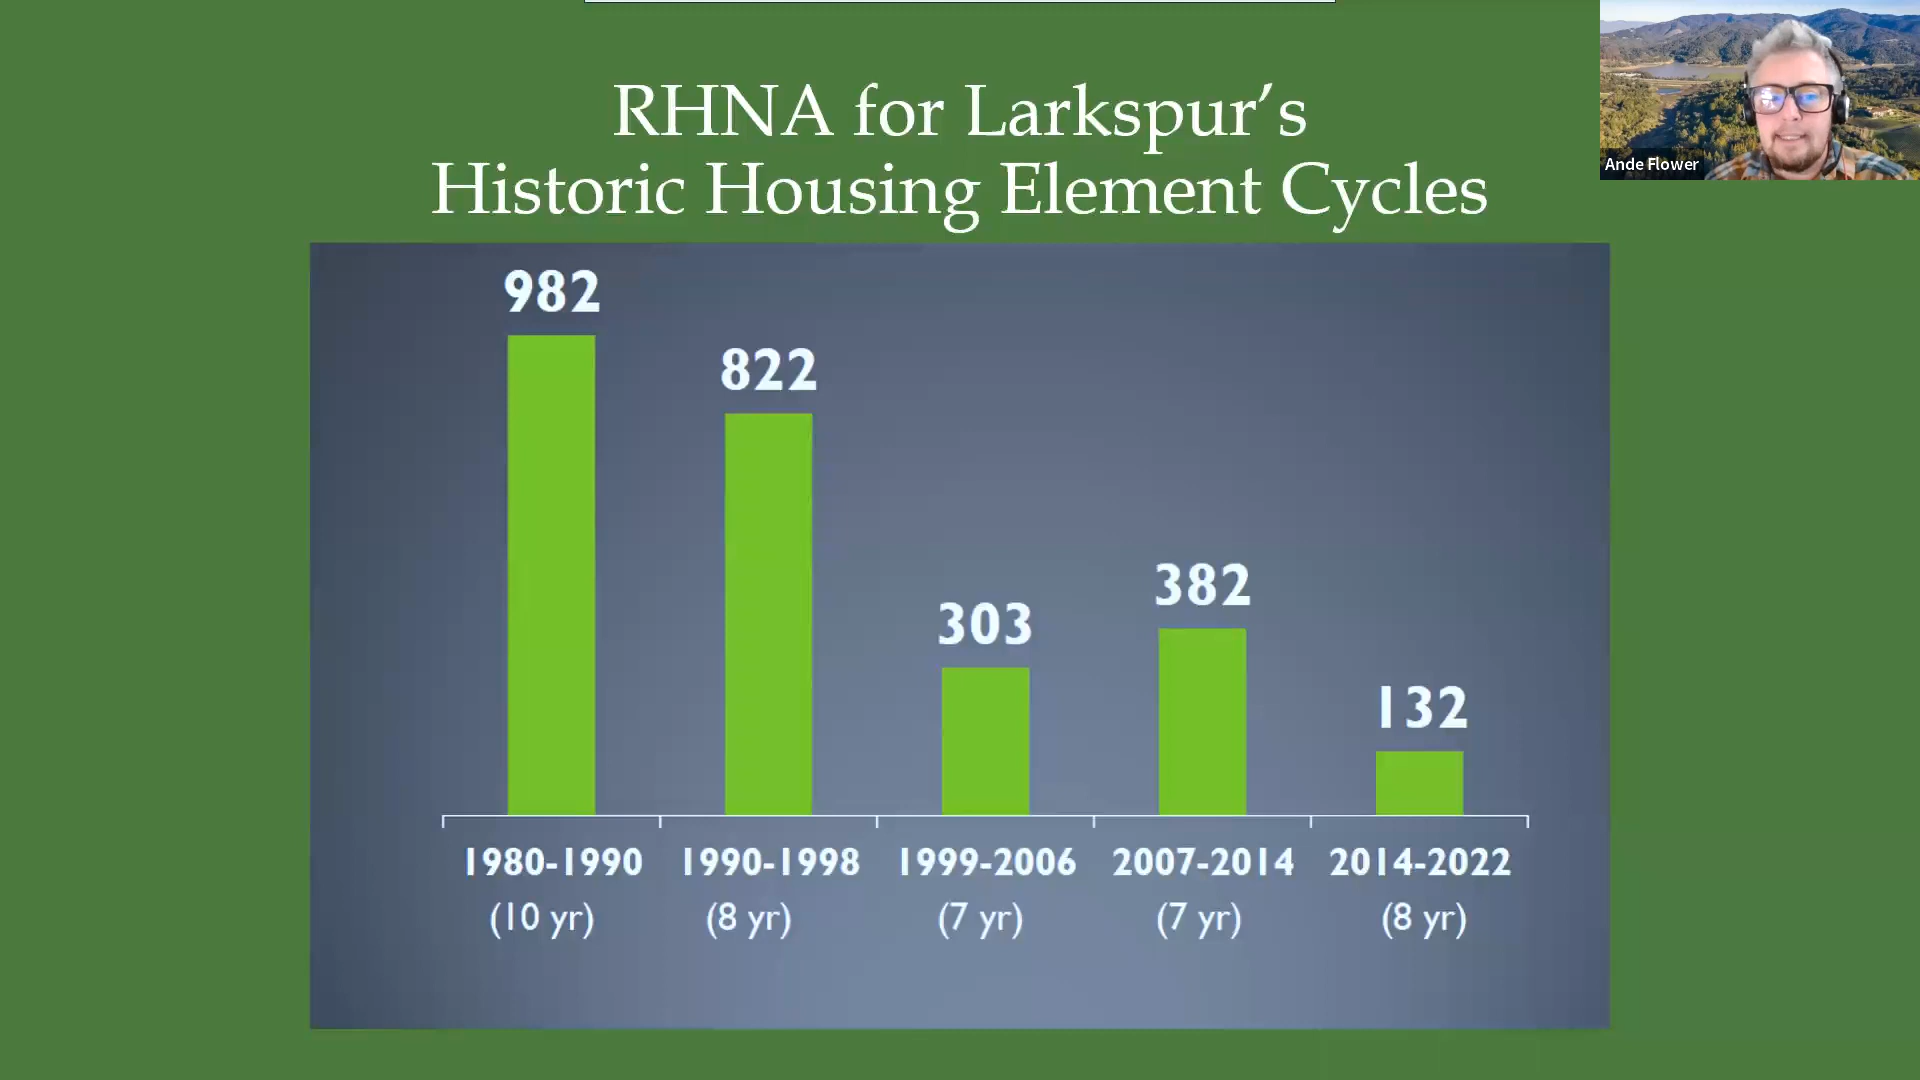 RHNA for Larkspur’s
Historic Housing Element Cycles
Ande Flower
982
822
303
382
132
1980-1990 1990-1998 1999-2006 2007-2014 2014-2022
(10 yr) (8 yr) (7 yr) (7 yr) (8 yr)